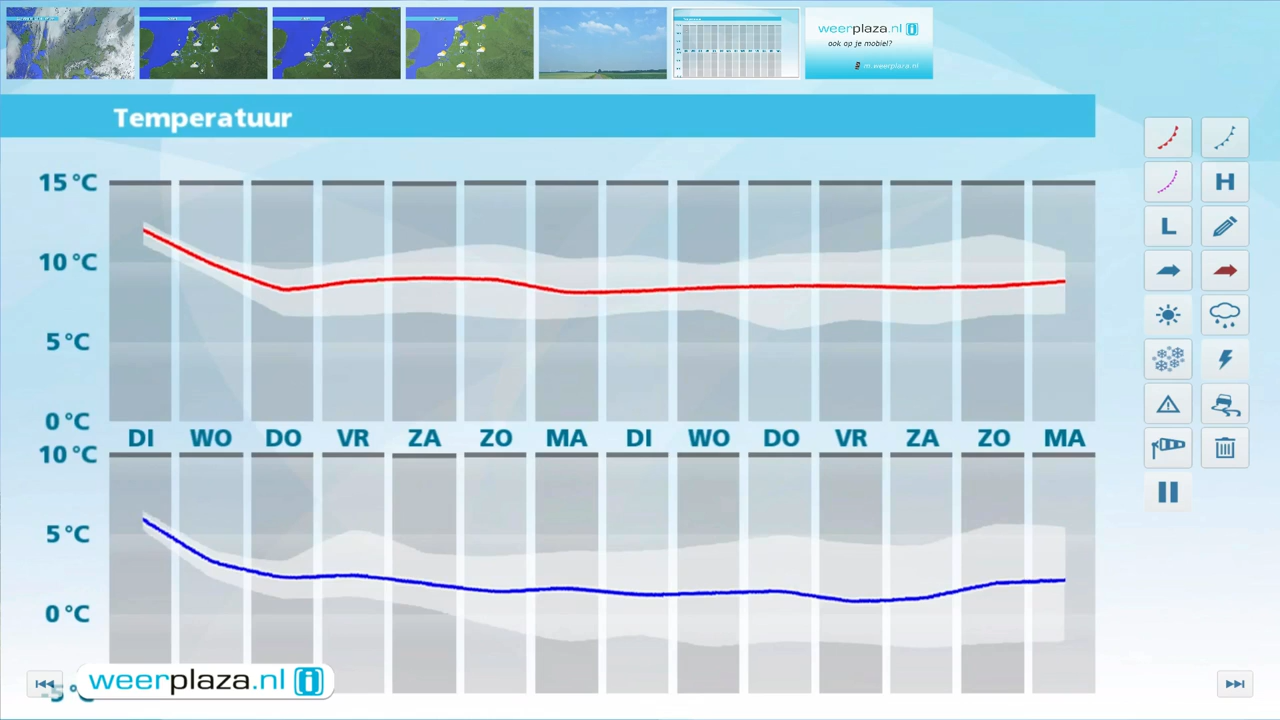 weerplaza.nl
ook op je mobiel?
m.weerplaza.nl
Temperatuur
15 °C
10 °C
5 °C
0 °C
DI WO DO VR ZA ZO MA DI WO DO VR ZA ZO MA
10 °C
5 °C
0 °C
-5 °C
weerplaza.nl
H
L